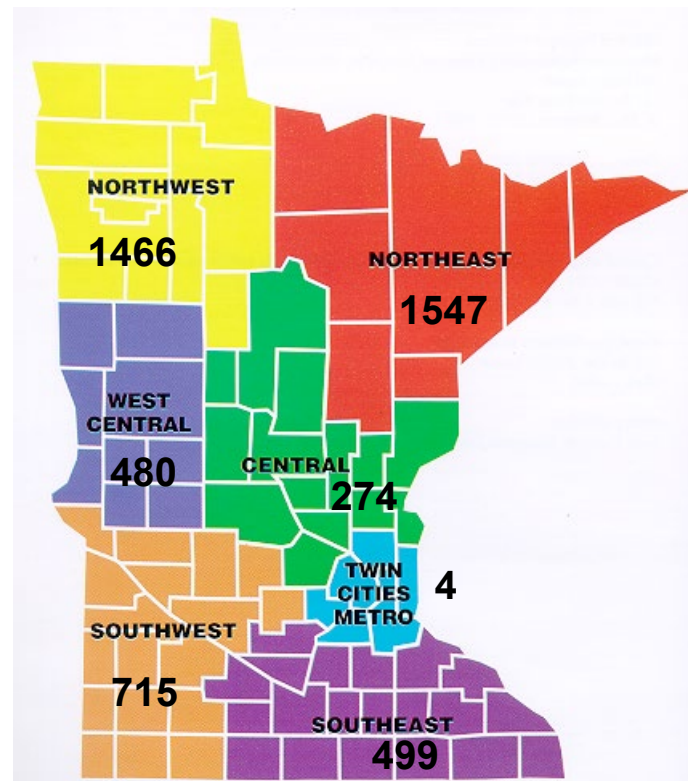 NORTHWEST
1466
NORTHEAST
1547
WEST
CENTRAL
480
CENTRAL
274
TWIN
CITIES
METRO
4
SOUTHWEST
715
SOUTHEAST
499